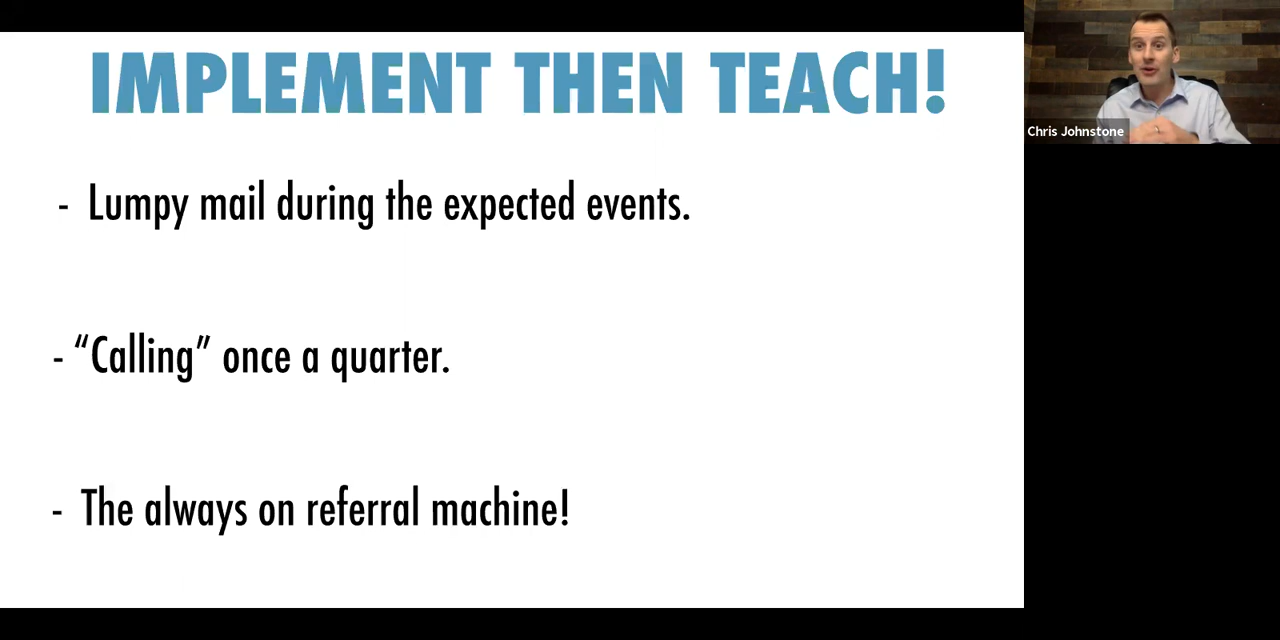 IMPLEMENT THEN TEACH!
Chris Johnstone
- Lumpy mail during the expected events.
- “Calling” once a quarter.
- The always on referral machine!